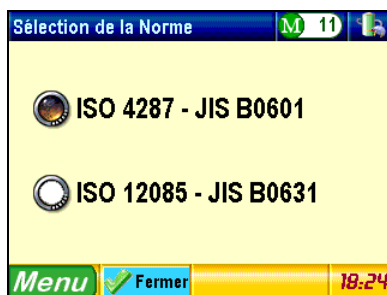 Sélection de la Norme M 11
ISO 4287 - JIS B0601
ISO 12085 - JIS B0631
Menu Fermer 18:24